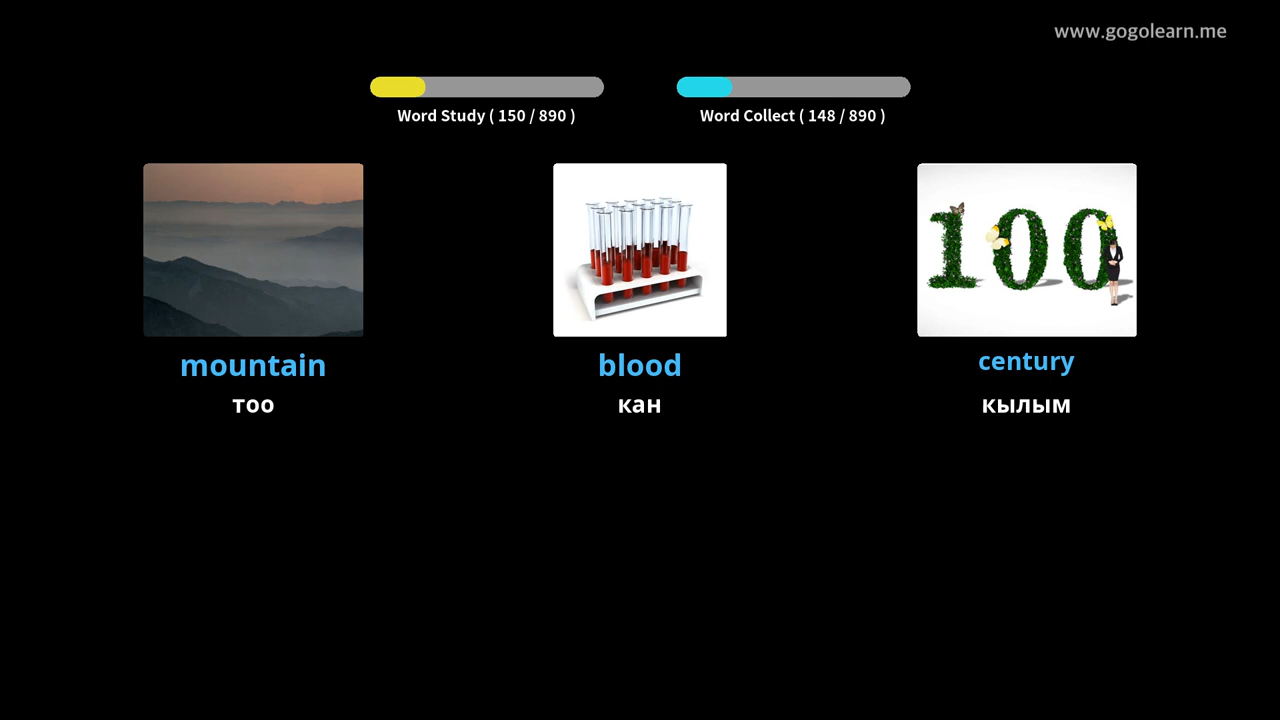 www.gogolearn.me
Word Study ( 150 / 890 )
Word Collect ( 148 / 890 )
100
mountain
тоо
blood
кан
century
кылым